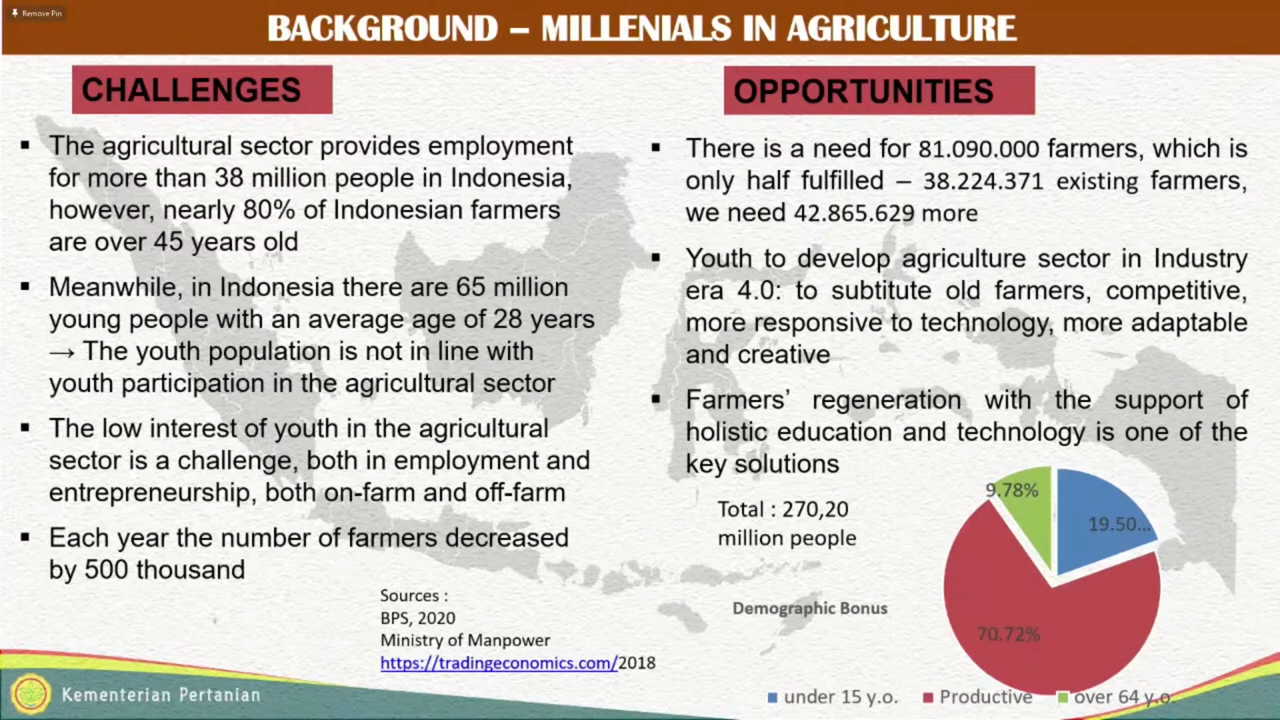 Remove Pin
BACKGROUND – MILLENIALS IN AGRICULTURE
CHALLENGES
▪ The agricultural sector provides employment
for more than 38 million people in Indonesia,
however, nearly 80% of Indonesian farmers
are over 45 years old
▪ Meanwhile, in Indonesia there are 65 million
young people with an average age of 28 years
→ The youth population is not in line with
youth participation in the agricultural sector
▪ The low interest of youth in the agricultural
sector is a challenge, both in employment and
entrepreneurship, both on-farm and off-farm
▪ Each year the number of farmers decreased
by 500 thousand
Sources :
BPS, 2020
Ministry of Manpower
https://tradingeconomics.com/2018
OPPORTUNITIES
▪ There is a need for 81.090.000 farmers, which is
only half fulfilled – 38.224.371 existing farmers,
we need 42.865.629 more
▪ Youth to develop agriculture sector in Industry
era 4.0: to subtitute old farmers, competitive,
more responsive to technology, more adaptable
and creative
▪ Farmers' regeneration with the support of
holistic education and technology is one of the
key solutions
Total : 270,20
million people
Demographic Bonus
9.78%
19.50...
70.72%
under 15 y.o.
Productive
over 64 y.o.
Kementerian Pertanian